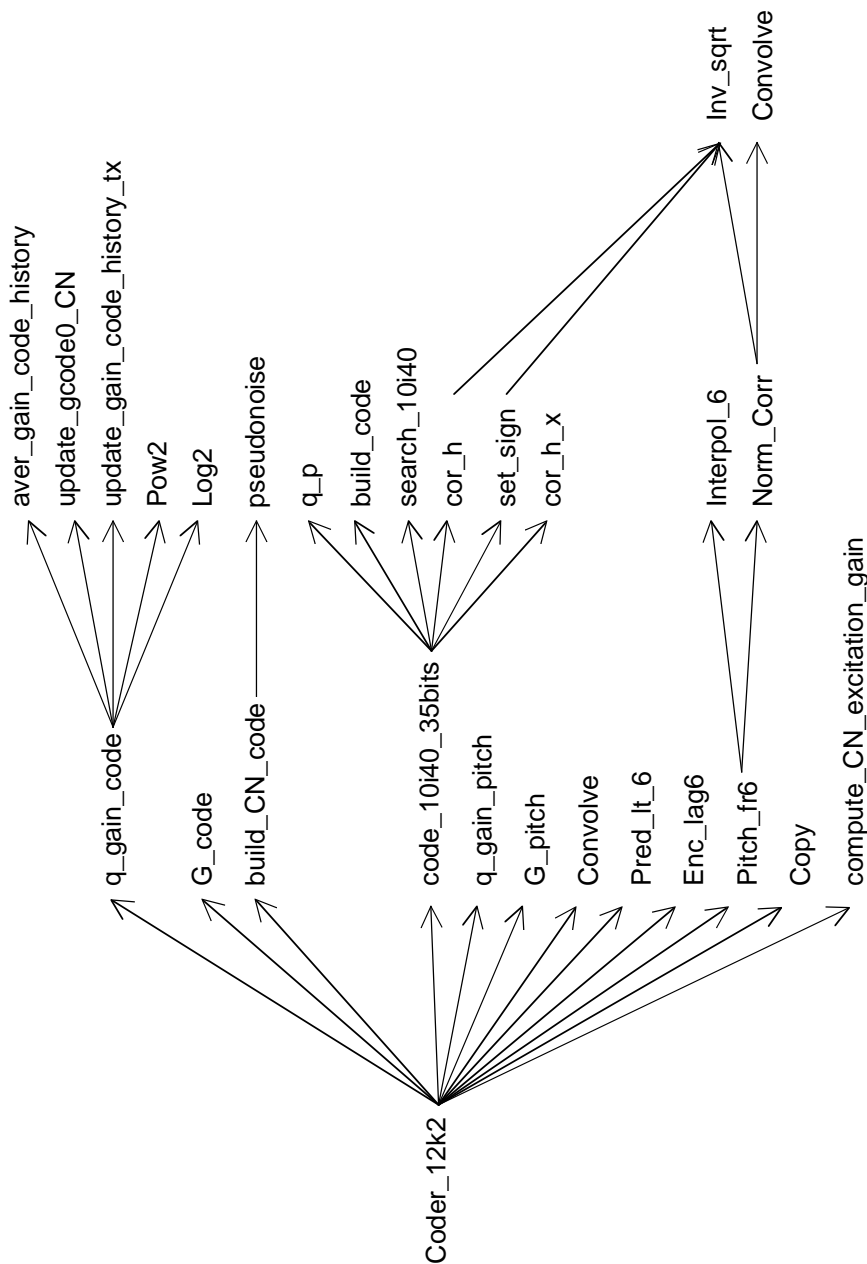 Coder_12k2
q_gain_code
G_code
build_CN_code
code_10i40_35bits
q_gain_pitch
G_pitch
Convolve
Pred_lt_6
Enc_lag6
Pitch_fr6
Copy
compute_CN_excitation_gain
aver_gain_code_history
update_gcode0_CN
update_gain_code_history_tx
Pow2
Log2
pseudonoise
q_p
build_code
search_10i40
cor_h
set_sign
cor_h_x
Interpol_6
Norm_Corr
Inv_sqrt
Convolve